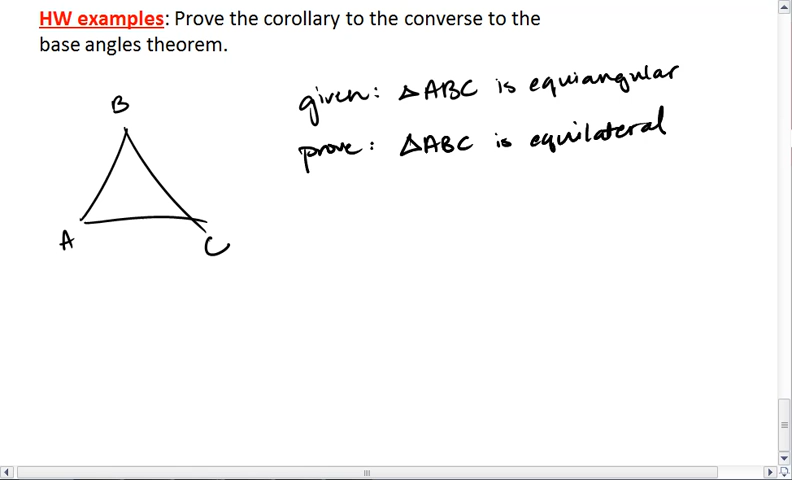 HW examples: Prove the corollary to the converse to the
base angles theorem.
given: △ABC is equiangular
prove: △ABC is equilateral
B
A
C